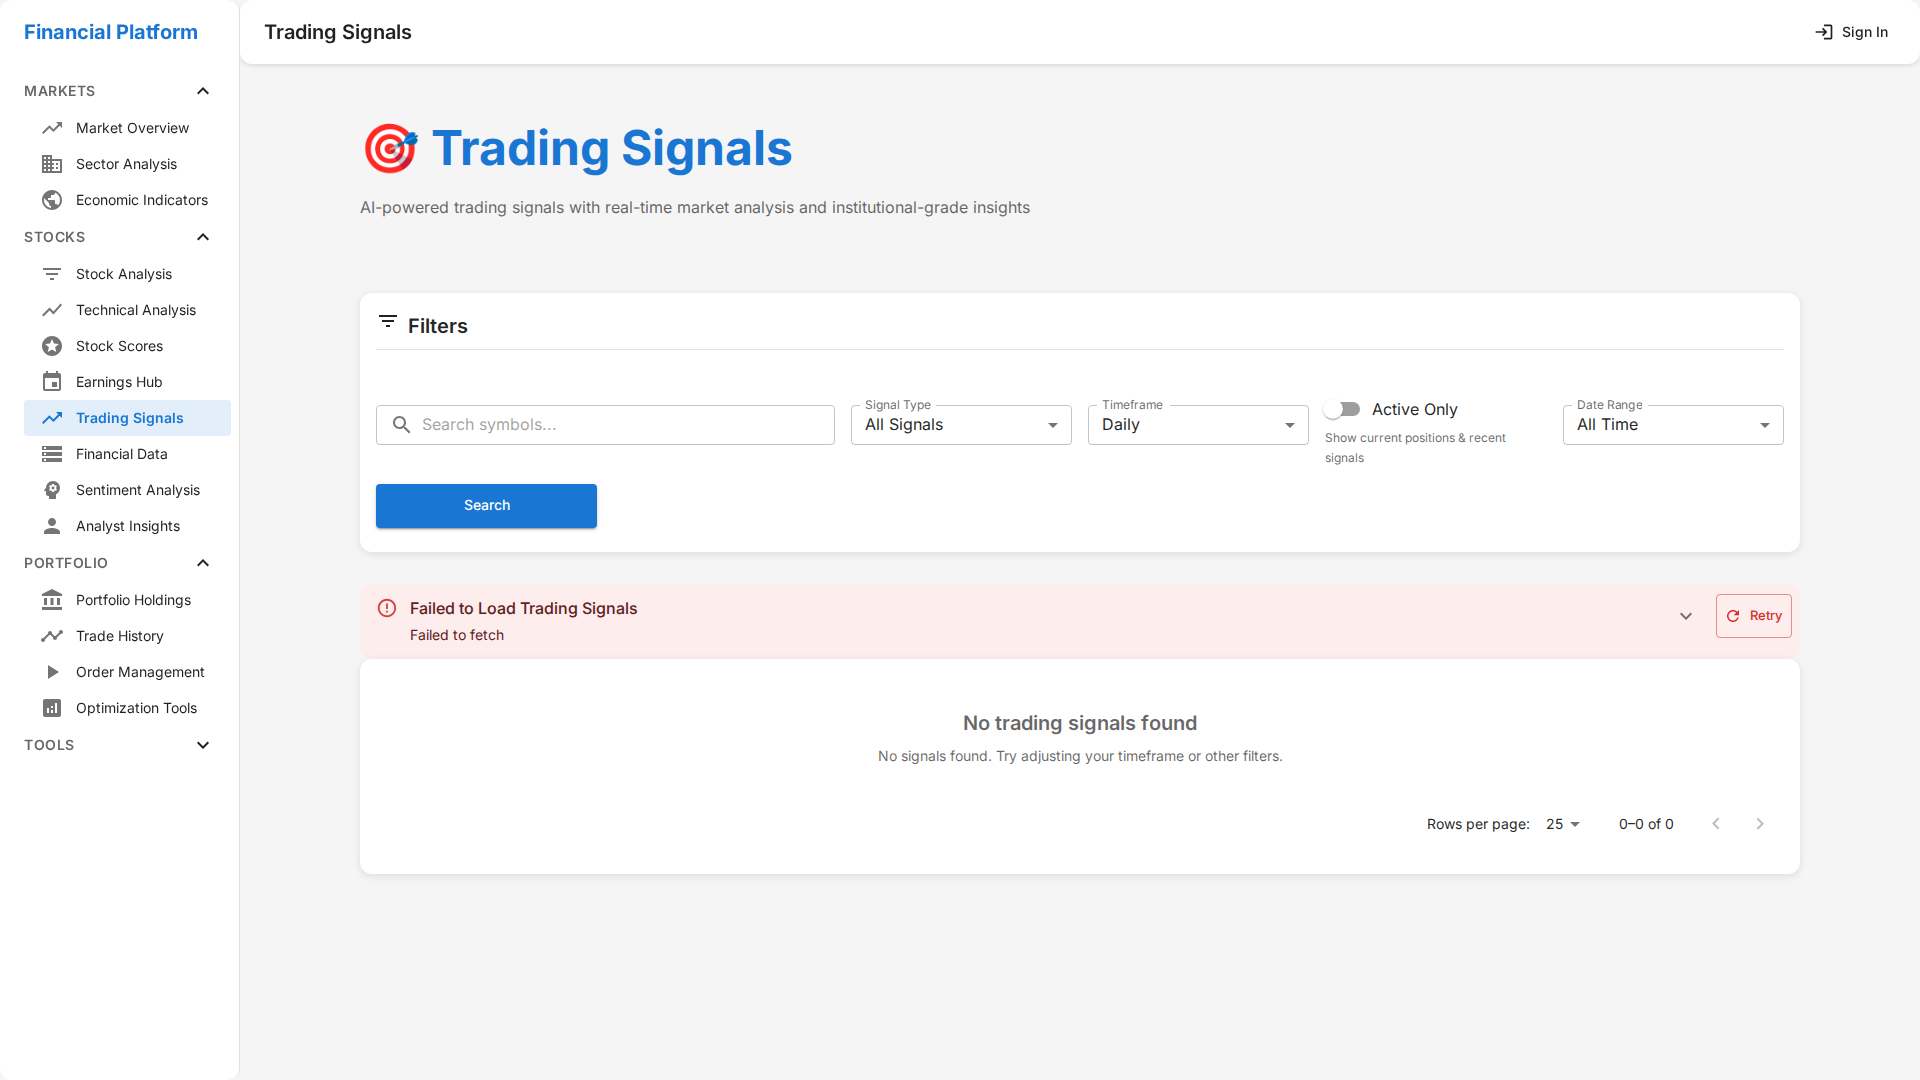 Financial Platform
MARKETS
Market Overview
Sector Analysis
Economic Indicators
STOCKS
Stock Analysis
Technical Analysis
Stock Scores
Earnings Hub
Trading Signals
Financial Data
Sentiment Analysis
Analyst Insights
PORTFOLIO
Portfolio Holdings
Trade History
Order Management
Optimization Tools
TOOLS
Trading Signals
Sign In
Trading Signals
AI-powered trading signals with real-time market analysis and institutional-grade insights
Filters
Search symbols...
Signal Type
All Signals
Timeframe
Daily
Active Only
Show current positions & recent
signals
Date Range
All Time
Search
Failed to Load Trading Signals
Failed to fetch
Retry
No trading signals found
No signals found. Try adjusting your timeframe or other filters.
Rows per page: 25 0–0 of 0